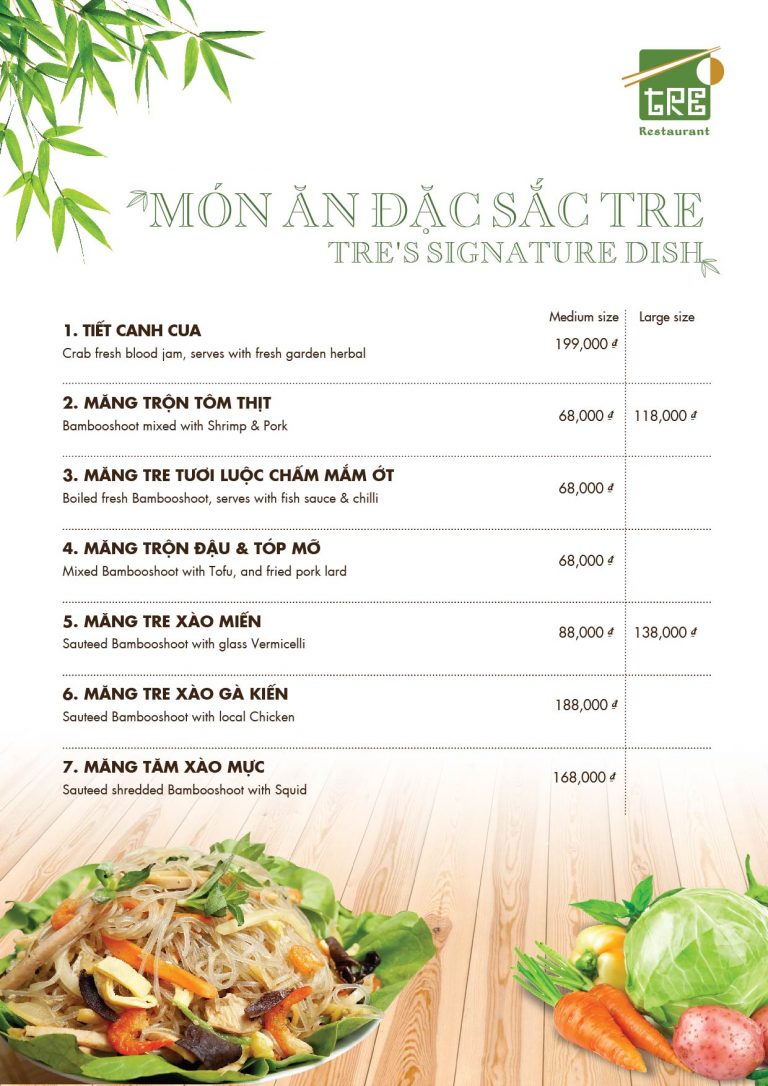 TRE
Restaurant
MÓN ĂN ĐẶC SẮC TRE
TRE'S SIGNATURE DISH
Medium size Large size
1. TIẾT CANH CUA
199,000 ₫
Crab fresh blood jam, serves with fresh garden herbal
2. MĂNG TRỘN TÔM THỊT
68,000 ₫ 118,000 ₫
Bambooshoot mixed with Shrimp & Pork
3. MĂNG TRE TƯƠI LUỘC CHẤM MẮM ỚT
68,000 ₫
Boiled fresh Bambooshoot, serves with fish sauce & chilli
4. MĂNG TRỘN ĐẬU & TÓP MỠ
68,000 ₫
Mixed Bambooshoot with Tofu, and fried pork lard
5. MĂNG TRE XÀO MIẾN
88,000 ₫ 138,000 ₫
Sauteed Bambooshoot with glass Vermicelli
6. MĂNG TRE XÀO GÀ KIẾN
188,000 ₫
Sauteed Bambooshoot with local Chicken
7. MĂNG TĂM XÀO MỰC
168,000 ₫
Sauteed shredded Bambooshoot with Squid